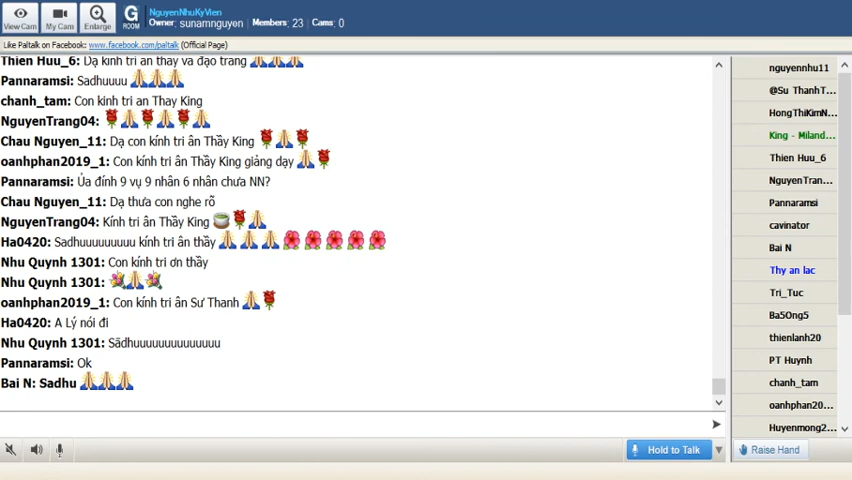 View Cam
My Cam
Enlarge
G
ROOM
NguyenNhuKyVien
Owner: sunamnguyen Members: 23 Cams: 0
Like Paltalk on Facebook: www.facebook.com/paltalk (Official Page)
Thien Huu_6: Dạ kinh tri an thay va đạo trang
Pannaramsi: Sadhuuuu
chanh_tam: Con kinh tri an Thay King
NguyenTrang04:
Chau Nguyen_11: Dạ con kính tri ân Thầy King
oanhphan2019_1: Con kính tri ân Thầy King giảng dạy
Pannaramsi: Ủa đính 9 vụ 9 nhân 6 nhân chưa NN?
Chau Nguyen_11: Dạ thưa con nghe rõ
NguyenTrang04: Kính tri ân Thầy King
Ha0420: Sadhuuuuuuuuu kính tri ân thầy
Nhu Quynh 1301: Con kính tri ơn thầy
Nhu Quynh 1301:
oanhphan2019_1: Con kính tri ân Sư Thanh
Ha0420: A Lý nói đi
Nhu Quynh 1301: Sādhuuuuuuuuuuuuuu
Pannaramsi: Ok
Bai N: Sadhu
Hold to Talk
nguyennhu11
@Su ThanhT...
HongThiKimN...
King - Miland...
Thien Huu_6
NguyenTran...
Pannaramsi
cavinator
Bai N
Thy an lac
Tri_Tuc
Ba5Ong5
thienlanh20
PT Huynh
chanh_tam
oanhphan20...
Huyenmong2...
Raise Hand